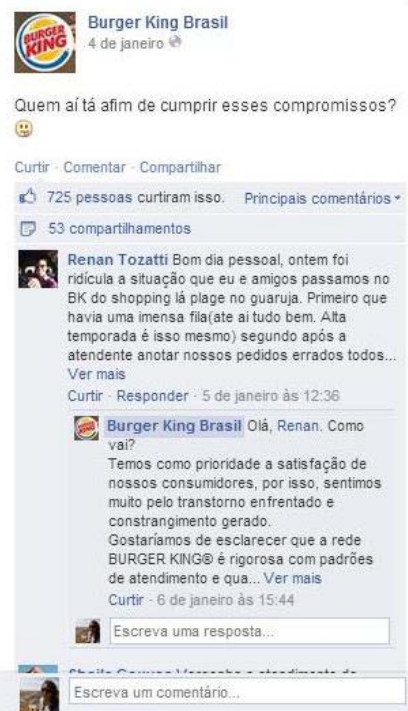 BURGER KING
Burger King Brasil
4 de janeiro
Quem aí tá afim de cumprir esses compromissos?
Curtir · Comentar · Compartilhar
725 pessoas curtiram isso. Principais comentários
53 compartilhamentos
Renan Tozatti Bom dia pessoal, ontem foi
ridícula a situação que eu e amigos passamos no
BK do shopping lá plage no guaruja. Primeiro que
havia uma imensa fila(ate ai tudo bem. Alta
temporada é isso mesmo) segundo após a
atendente anotar nossos pedidos errados todos...
Ver mais
Curtir · Responder · 5 de janeiro às 12:36
Burger King Brasil Olá, Renan. Como
vai?
Temos como prioridade a satisfação de
nossos consumidores, por isso, sentimos
muito pelo transtorno enfrentado e
constrangimento gerado.
Gostaríamos de esclarecer que a rede
BURGER KING® é rigorosa com padrões
de atendimento e qua... Ver mais
Curtir · 6 de janeiro às 15:44
Escreva uma resposta...
Escreva um comentário...